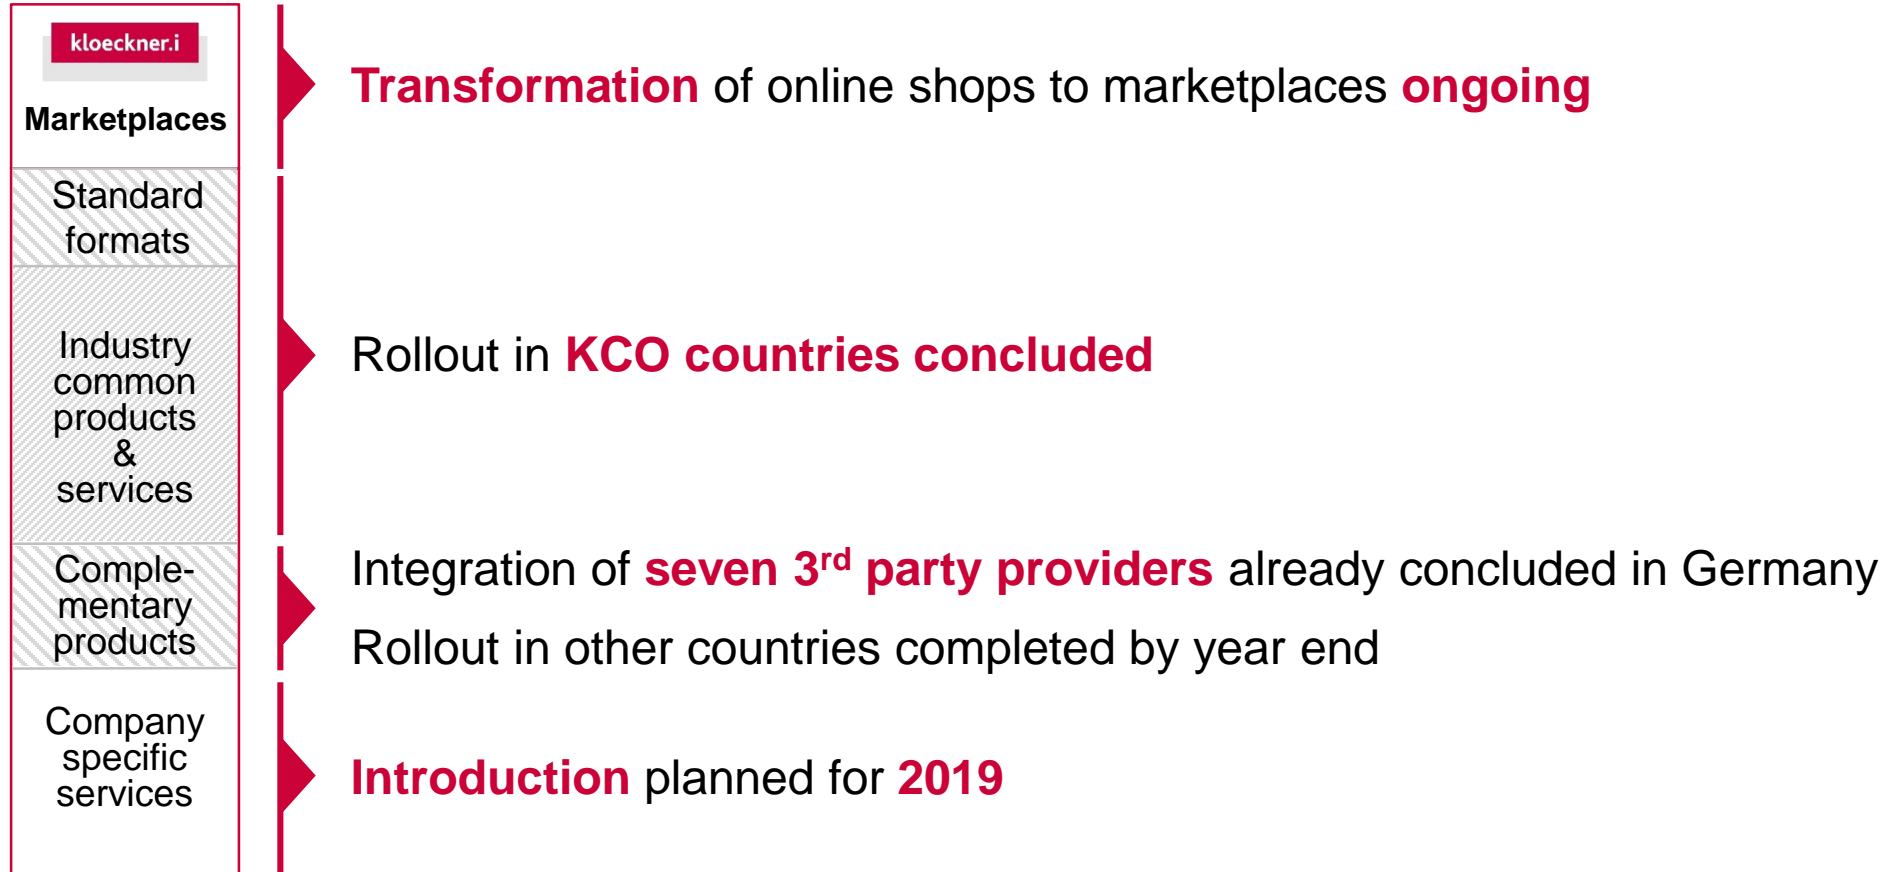 kloeckner.i
Marketplaces
Transformation of online shops to marketplaces ongoing
Standard
formats
Industry
common
products
&
services
Rollout in KCO countries concluded
Comple-
mentary
products
Integration of seven 3rd party providers already concluded in Germany
Rollout in other countries completed by year end
Company
specific
services
Introduction planned for 2019